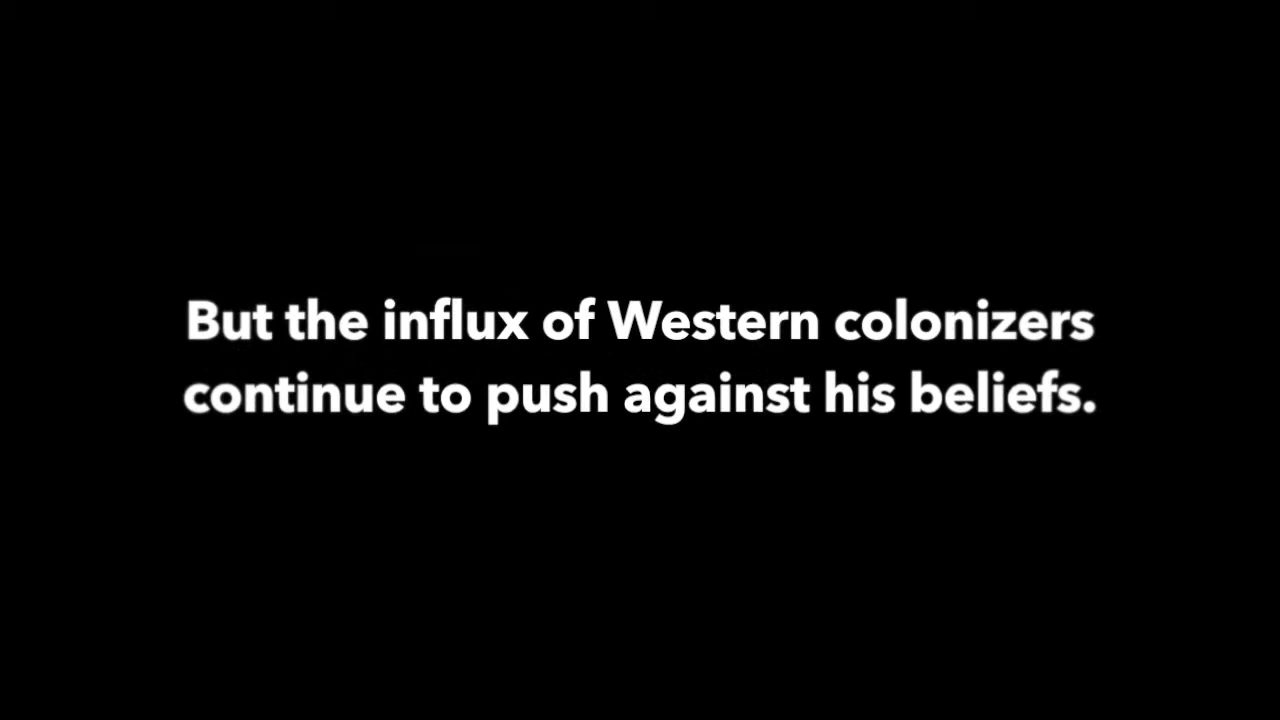 But the influx of Western colonizers
continue to push against his beliefs.